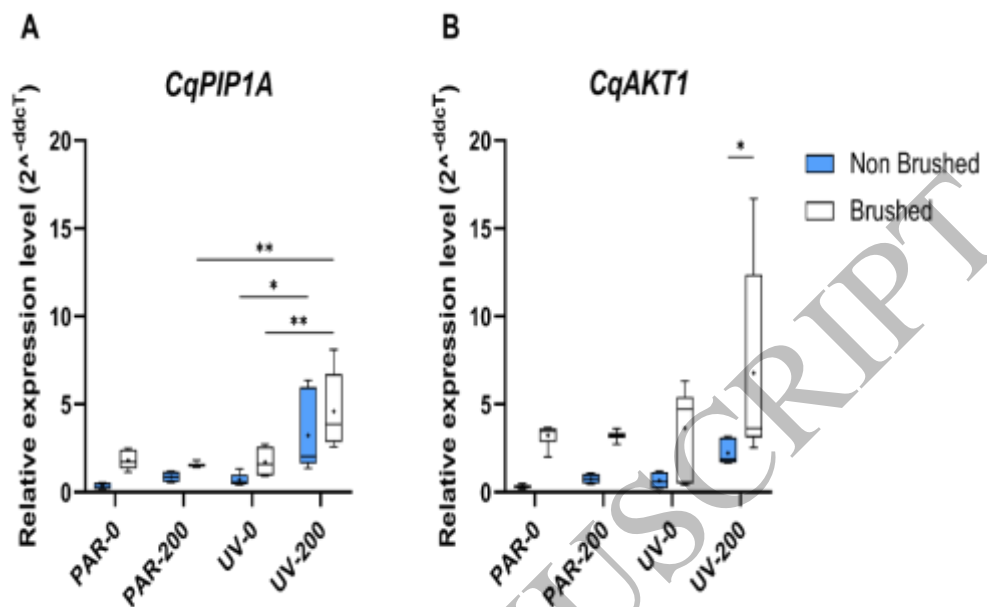 A
B
CqPIP1A
CqAKT1
Relative expression level (2^-ddcT)
20
15
10
5
0
**
*
**
PAR-0
PAR-200
UV-0
UV-200
Relative expression level (2^-ddcT)
20
15
10
5
0
*
PAR-0
PAR-200
UV-0
UV-200
Non Brushed
Brushed
USCRIPT